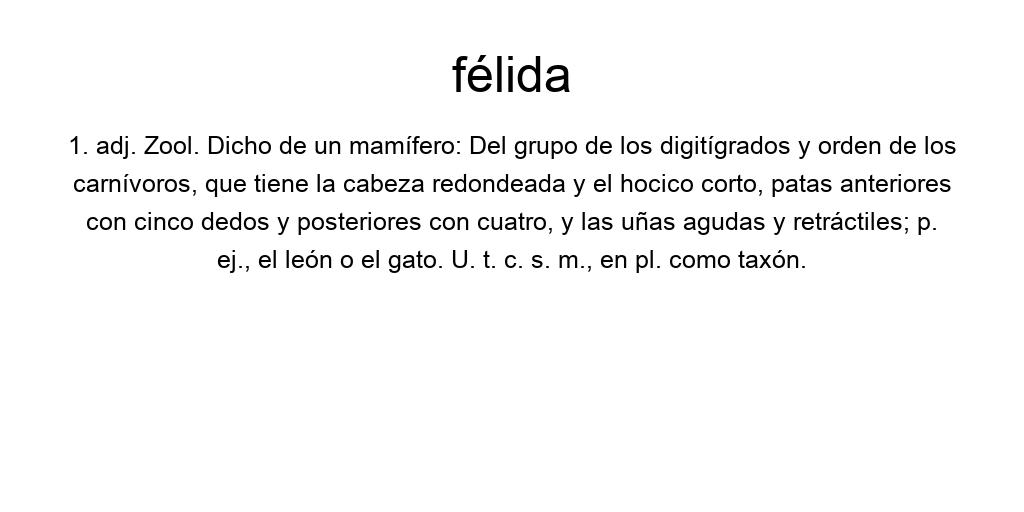 félida
1. adj. Zool. Dicho de un mamífero: Del grupo de los digitígrados y orden de los
carnívoros, que tiene la cabeza redondeada y el hocico corto, patas anteriores
con cinco dedos y posteriores con cuatro, y las uñas agudas y retráctiles; p.
ej., el león o el gato. U. t. c. s. m., en pl. como taxón.